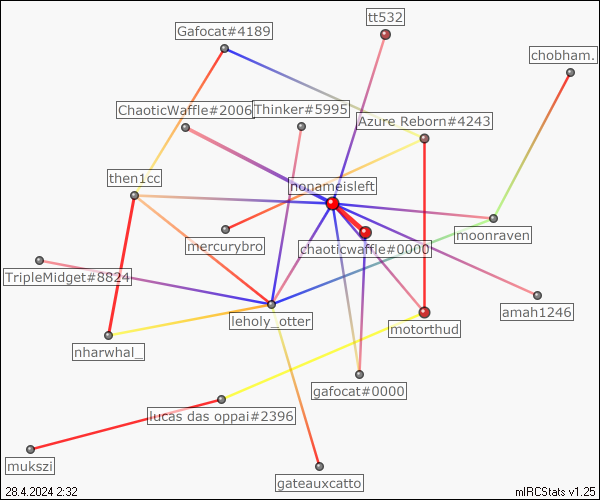 tt532
Gafocat#4189
chobham.
ChaoticWaffle#2006
Thinker#5995
Azure Reborn#4243
then1cc
nonameisleft
moonraven
mercurybro
chaoticwaffle#0000
TripleMidget#8824
amah1246
leholy_otter
motorthud
nharwhal_
gafocat#0000
lucas das oppai#2396
mukszi
gateauxcatto
28.4.2024 2:32
mIRCStats v1.25